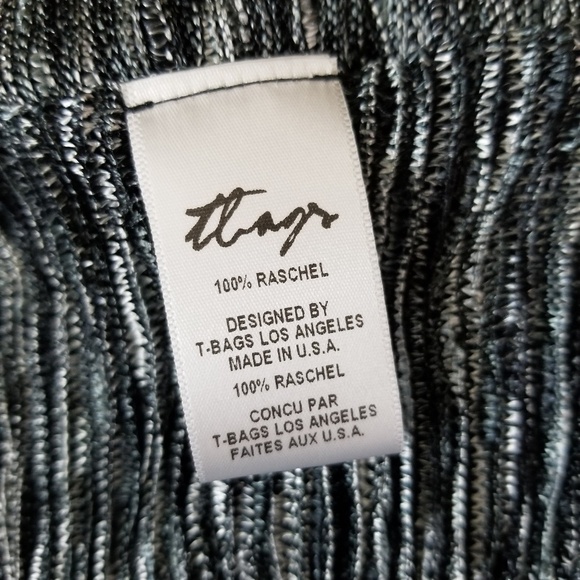 tbags
100% RASCHEL
DESIGNED BY
T-BAGS LOS ANGELES
MADE IN U.S.A.
100% RASCHEL
CONCU PAR
T-BAGS LOS ANGELES
FAITES AUX U.S.A.